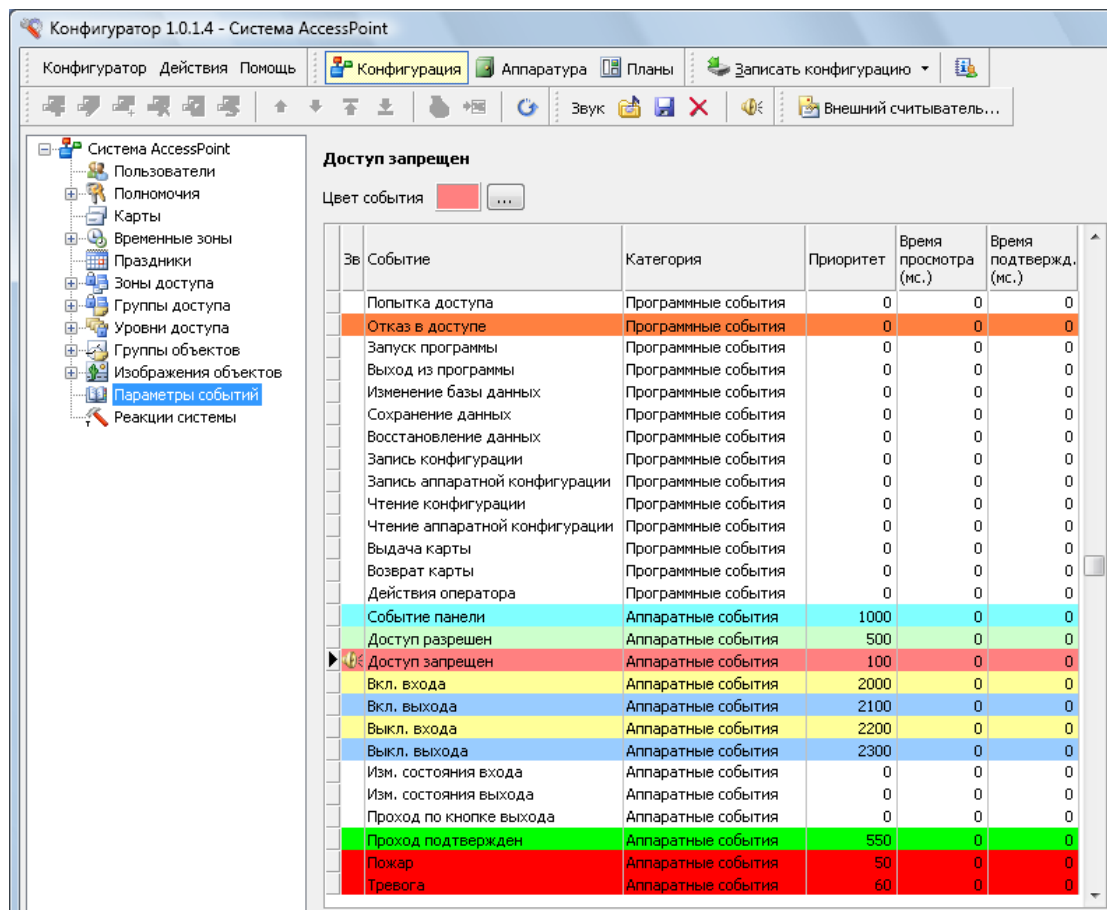 Конфигуратор 1.0.1.4 - Система AccessPoint
Конфигуратор Действия Помощь Конфигурация Аппаратура Планы Записать конфигурацию
Звук Внешний считыватель...
Система AccessPoint
Пользователи
Полномочия
Карты
Временные зоны
Праздники
Зоны доступа
Группы доступа
Уровни доступа
Группы объектов
Изображения объектов
Параметры событий
Реакции системы
Доступ запрещен
Цвет события ...
Зв Событие Категория Приоритет Время просмотра (мс.) Время подтвержд. (мс.)
Попытка доступа Программные события 0 0 0
Отказ в доступе Программные события 0 0 0
Запуск программы Программные события 0 0 0
Выход из программы Программные события 0 0 0
Изменение базы данных Программные события 0 0 0
Сохранение данных Программные события 0 0 0
Восстановление данных Программные события 0 0 0
Запись конфигурации Программные события 0 0 0
Запись аппаратной конфигурации Программные события 0 0 0
Чтение конфигурации Программные события 0 0 0
Чтение аппаратной конфигурации Программные события 0 0 0
Выдача карты Программные события 0 0 0
Возврат карты Программные события 0 0 0
Действия оператора Программные события 0 0 0
Событие панели Аппаратные события 1000 0 0
Доступ разрешен Аппаратные события 500 0 0
Доступ запрещен Аппаратные события 100 0 0
Вкл. входа Аппаратные события 2000 0 0
Вкл. выхода Аппаратные события 2100 0 0
Выкл. входа Аппаратные события 2200 0 0
Выкл. выхода Аппаратные события 2300 0 0
Изм. состояния входа Аппаратные события 0 0 0
Изм. состояния выхода Аппаратные события 0 0 0
Проход по кнопке выхода Аппаратные события 0 0 0
Проход подтвержден Аппаратные события 550 0 0
Пожар Аппаратные события 50 0 0
Тревога Аппаратные события 60 0 0